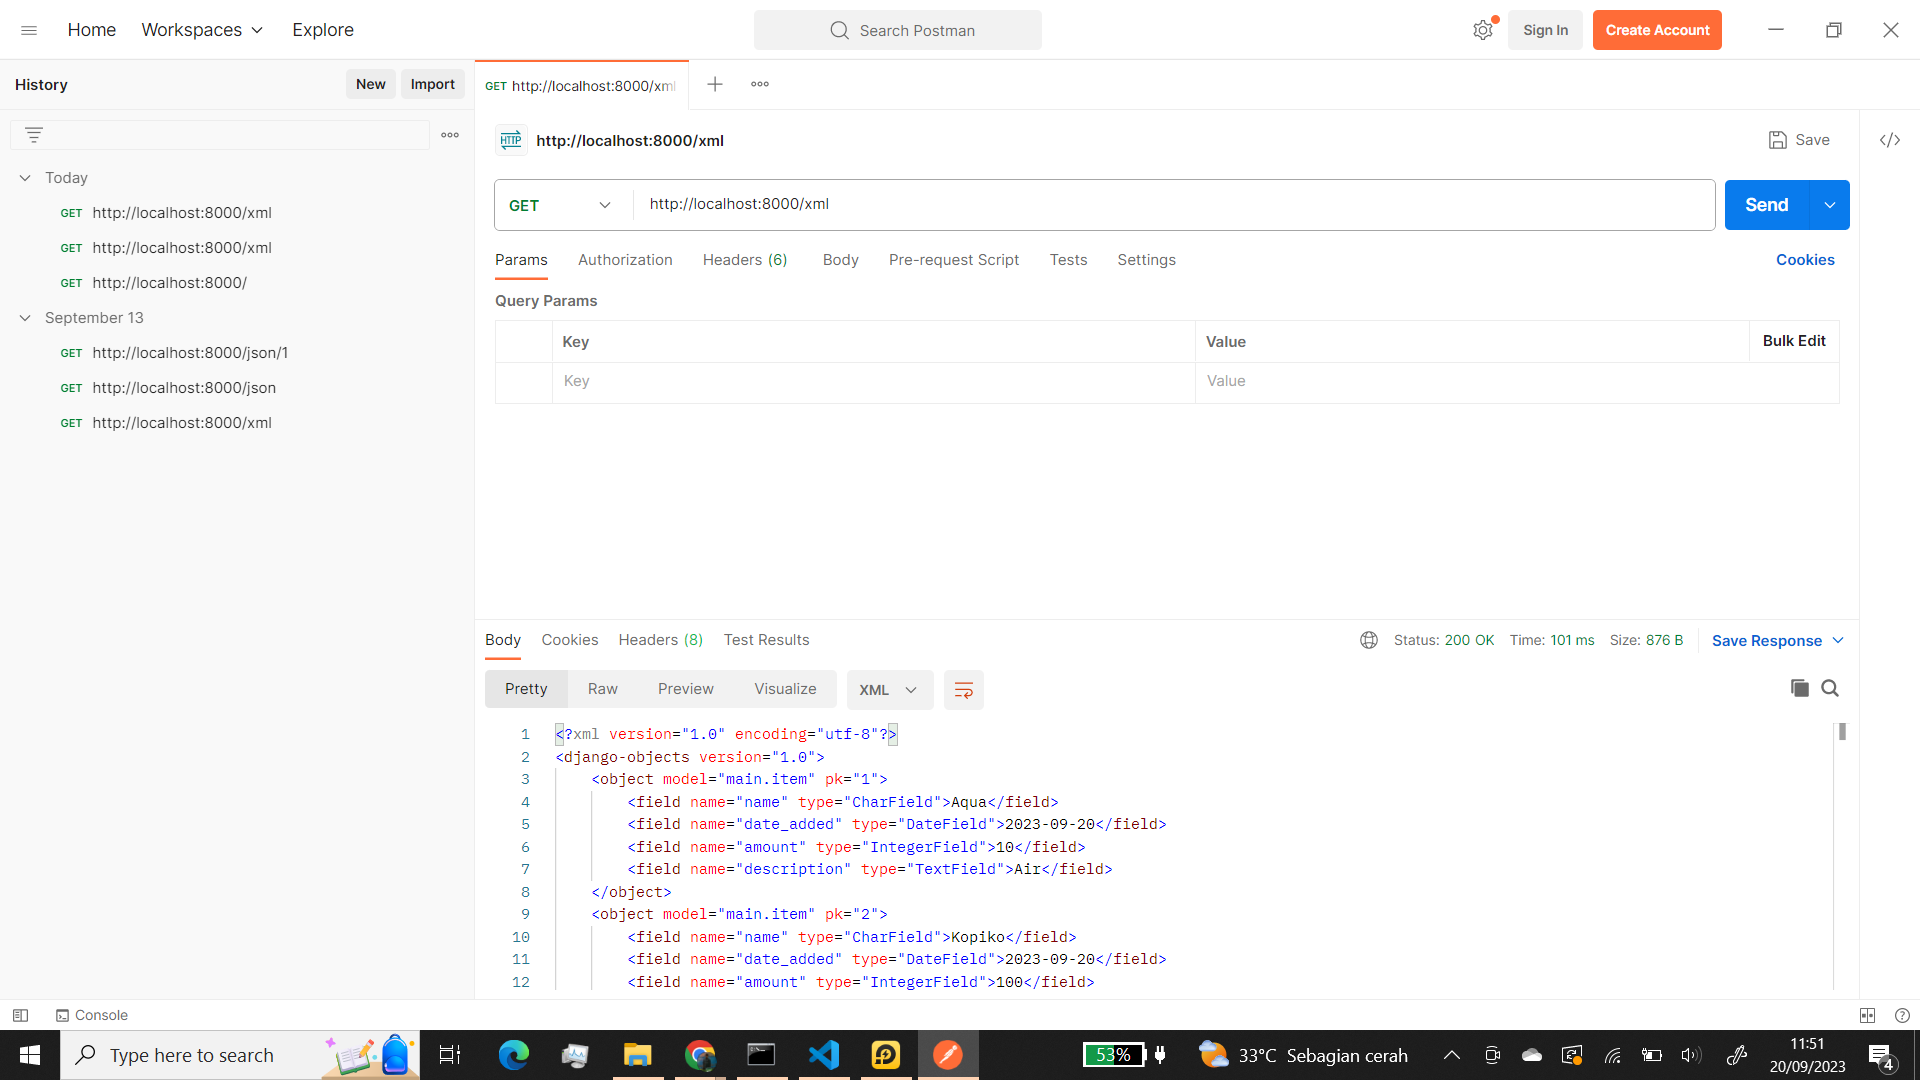 Home Workspaces Explore Search Postman Sign In Create Account
History New Import GET http://localhost:8000/xml
HTTP http://localhost:8000/xml Save
Today
GET http://localhost:8000/xml
GET http://localhost:8000/xml
GET http://localhost:8000/
September 13
GET http://localhost:8000/json/1
GET http://localhost:8000/json
GET http://localhost:8000/xml
GET http://localhost:8000/xml Send
Params Authorization Headers (6) Body Pre-request Script Tests Settings Cookies
Query Params
Key Value Bulk Edit
Key Value
Body Cookies Headers (8) Test Results Status: 200 OK Time: 101 ms Size: 876 B Save Response
Pretty Raw Preview Visualize XML
1 <?xml version="1.0" encoding="utf-8"?>
2 <django-objects version="1.0">
3 <object model="main.item" pk="1">
4 <field name="name" type="CharField">Aqua</field>
5 <field name="date_added" type="DateField">2023-09-20</field>
6 <field name="amount" type="IntegerField">10</field>
7 <field name="description" type="TextField">Air</field>
8 </object>
9 <object model="main.item" pk="2">
10 <field name="name" type="CharField">Kopiko</field>
11 <field name="date_added" type="DateField">2023-09-20</field>
12 <field name="amount" type="IntegerField">100</field>
Console
Type here to search 53% 33°C Sebagian cerah 11:51
20/09/2023 4